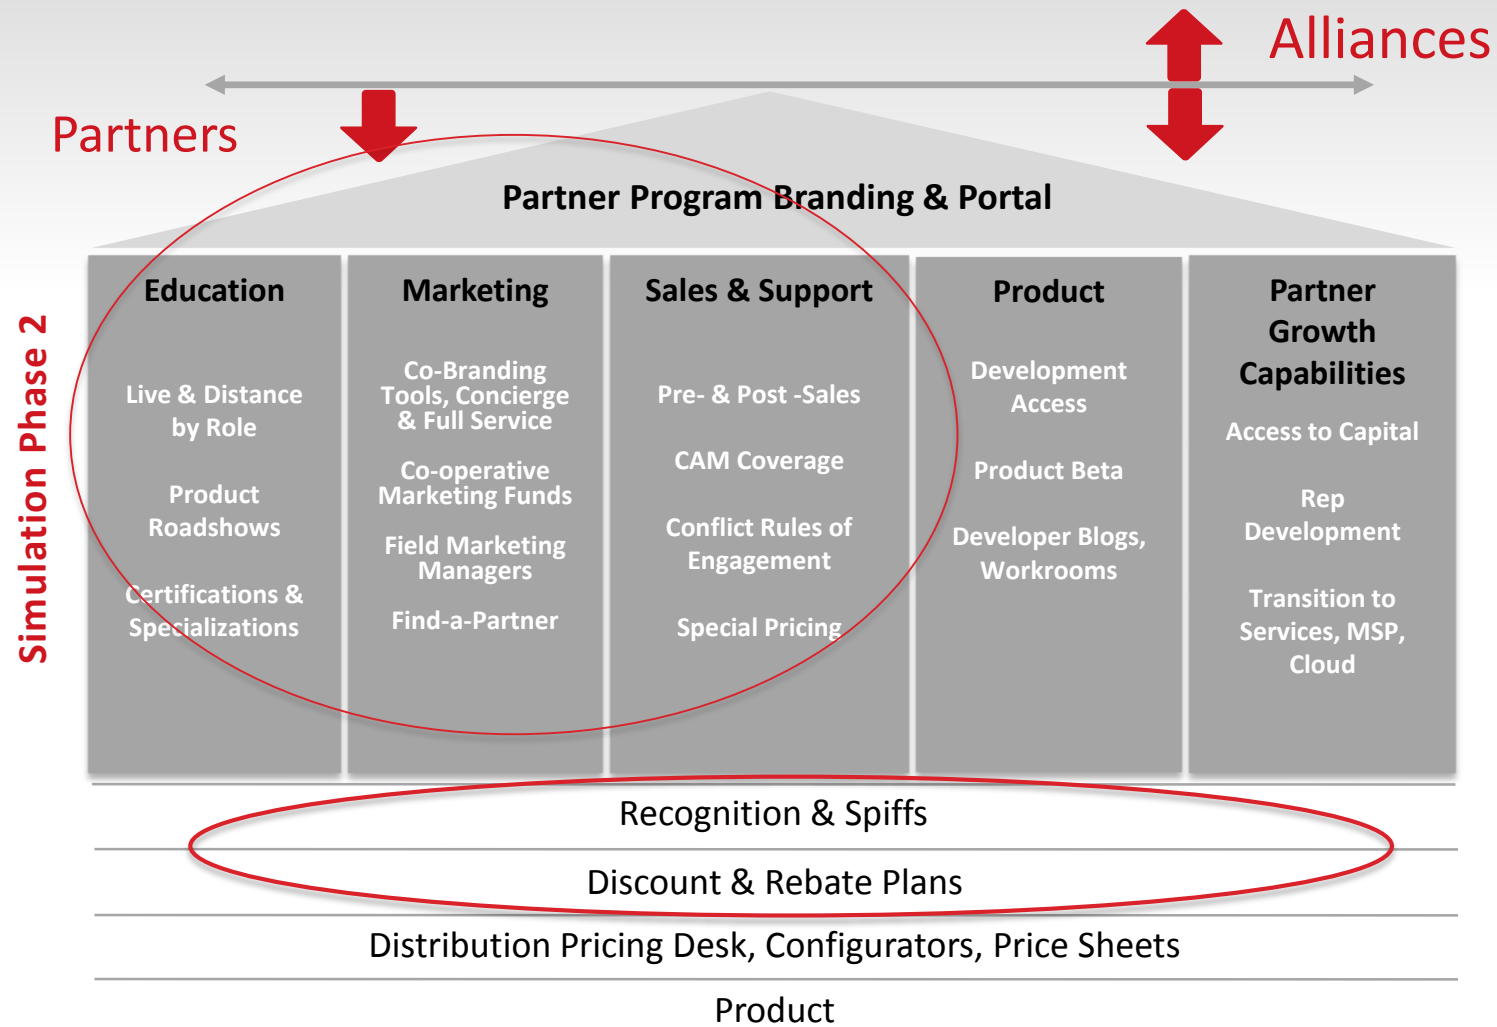 Alliances
Partners
Partner Program Branding & Portal
Simulation Phase 2
Education
Live & Distance
by Role
Product
Roadshows
Certifications &
Specializations
Marketing
Co-Branding
Tools, Concierge
& Full Service
Co-operative
Marketing Funds
Field Marketing
Managers
Find-a-Partner
Sales & Support
Pre- & Post -Sales
CAM Coverage
Conflict Rules of
Engagement
Special Pricing
Product
Development
Access
Product Beta
Developer Blogs,
Workrooms
Partner
Growth
Capabilities
Access to Capital
Rep
Development
Transition to
Services, MSP,
Cloud
Recognition & Spiffs
Discount & Rebate Plans
Distribution Pricing Desk, Configurators, Price Sheets
Product